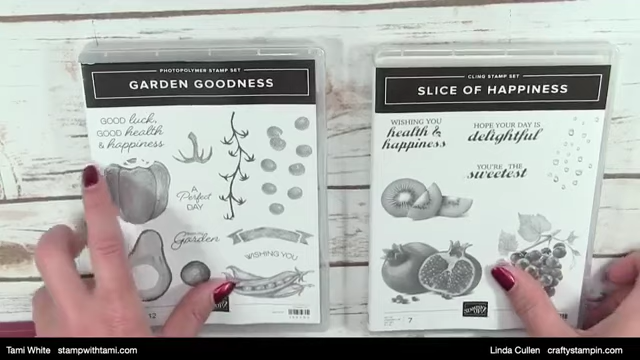 PHOTOPOLYMER STAMP SET
GARDEN GOODNESS
GOOD luck,
GOOD health
& happiness
A
Perfect
DAY
Garden
WISHING YOU
12
CLING STAMP SET
SLICE OF HAPPINESS
WISHING YOU
health &
happiness
HOPE YOUR DAY IS
delightful
YOU'RE THE
sweetest
7
Tami White stampwithtami.com
Linda Cullen craftystampin.com